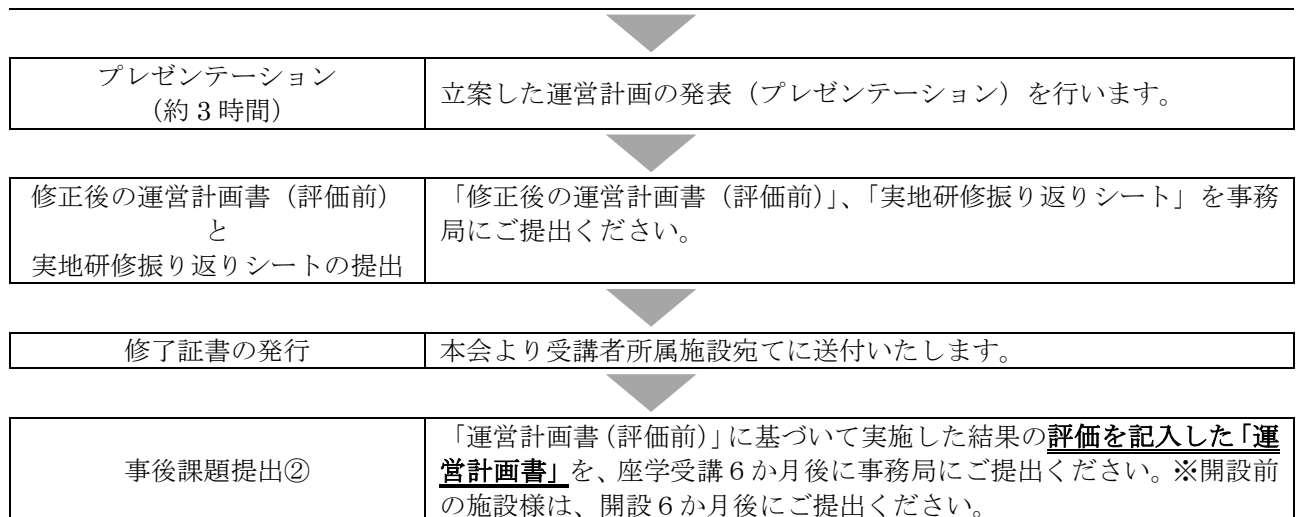 プレゼンテーション
(約3時間)
立案した運営計画の発表（プレゼンテーション）を行います。
修正後の運営計画書（評価前）
と
実地研修振り返りシートの提出
「修正後の運営計画書（評価前）」、「実地研修振り返りシート」を事務
局にご提出ください。
修了証書の発行
本会より受講者所属施設宛てに送付いたします。
事後課題提出②
「運営計画書（評価前）」に基づいて実施した結果の評価を記入した「運
営計画書」を、座学受講６か月後に事務局にご提出ください。※開設前
の施設様は、開設６か月後にご提出ください。